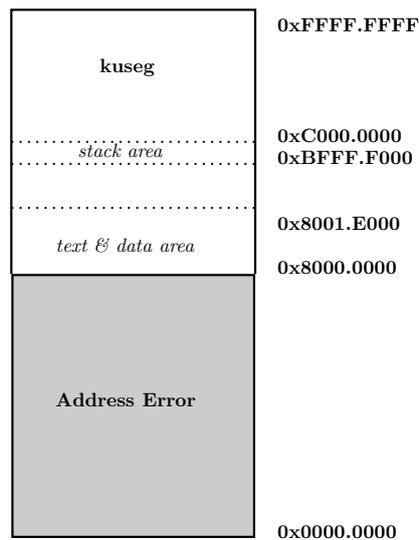 0xFFFF.FFFF
kuseg
0xC000.0000
stack area
0xBFFF.F000
0x8001.E000
text & data area
0x8000.0000
Address Error
0x0000.0000